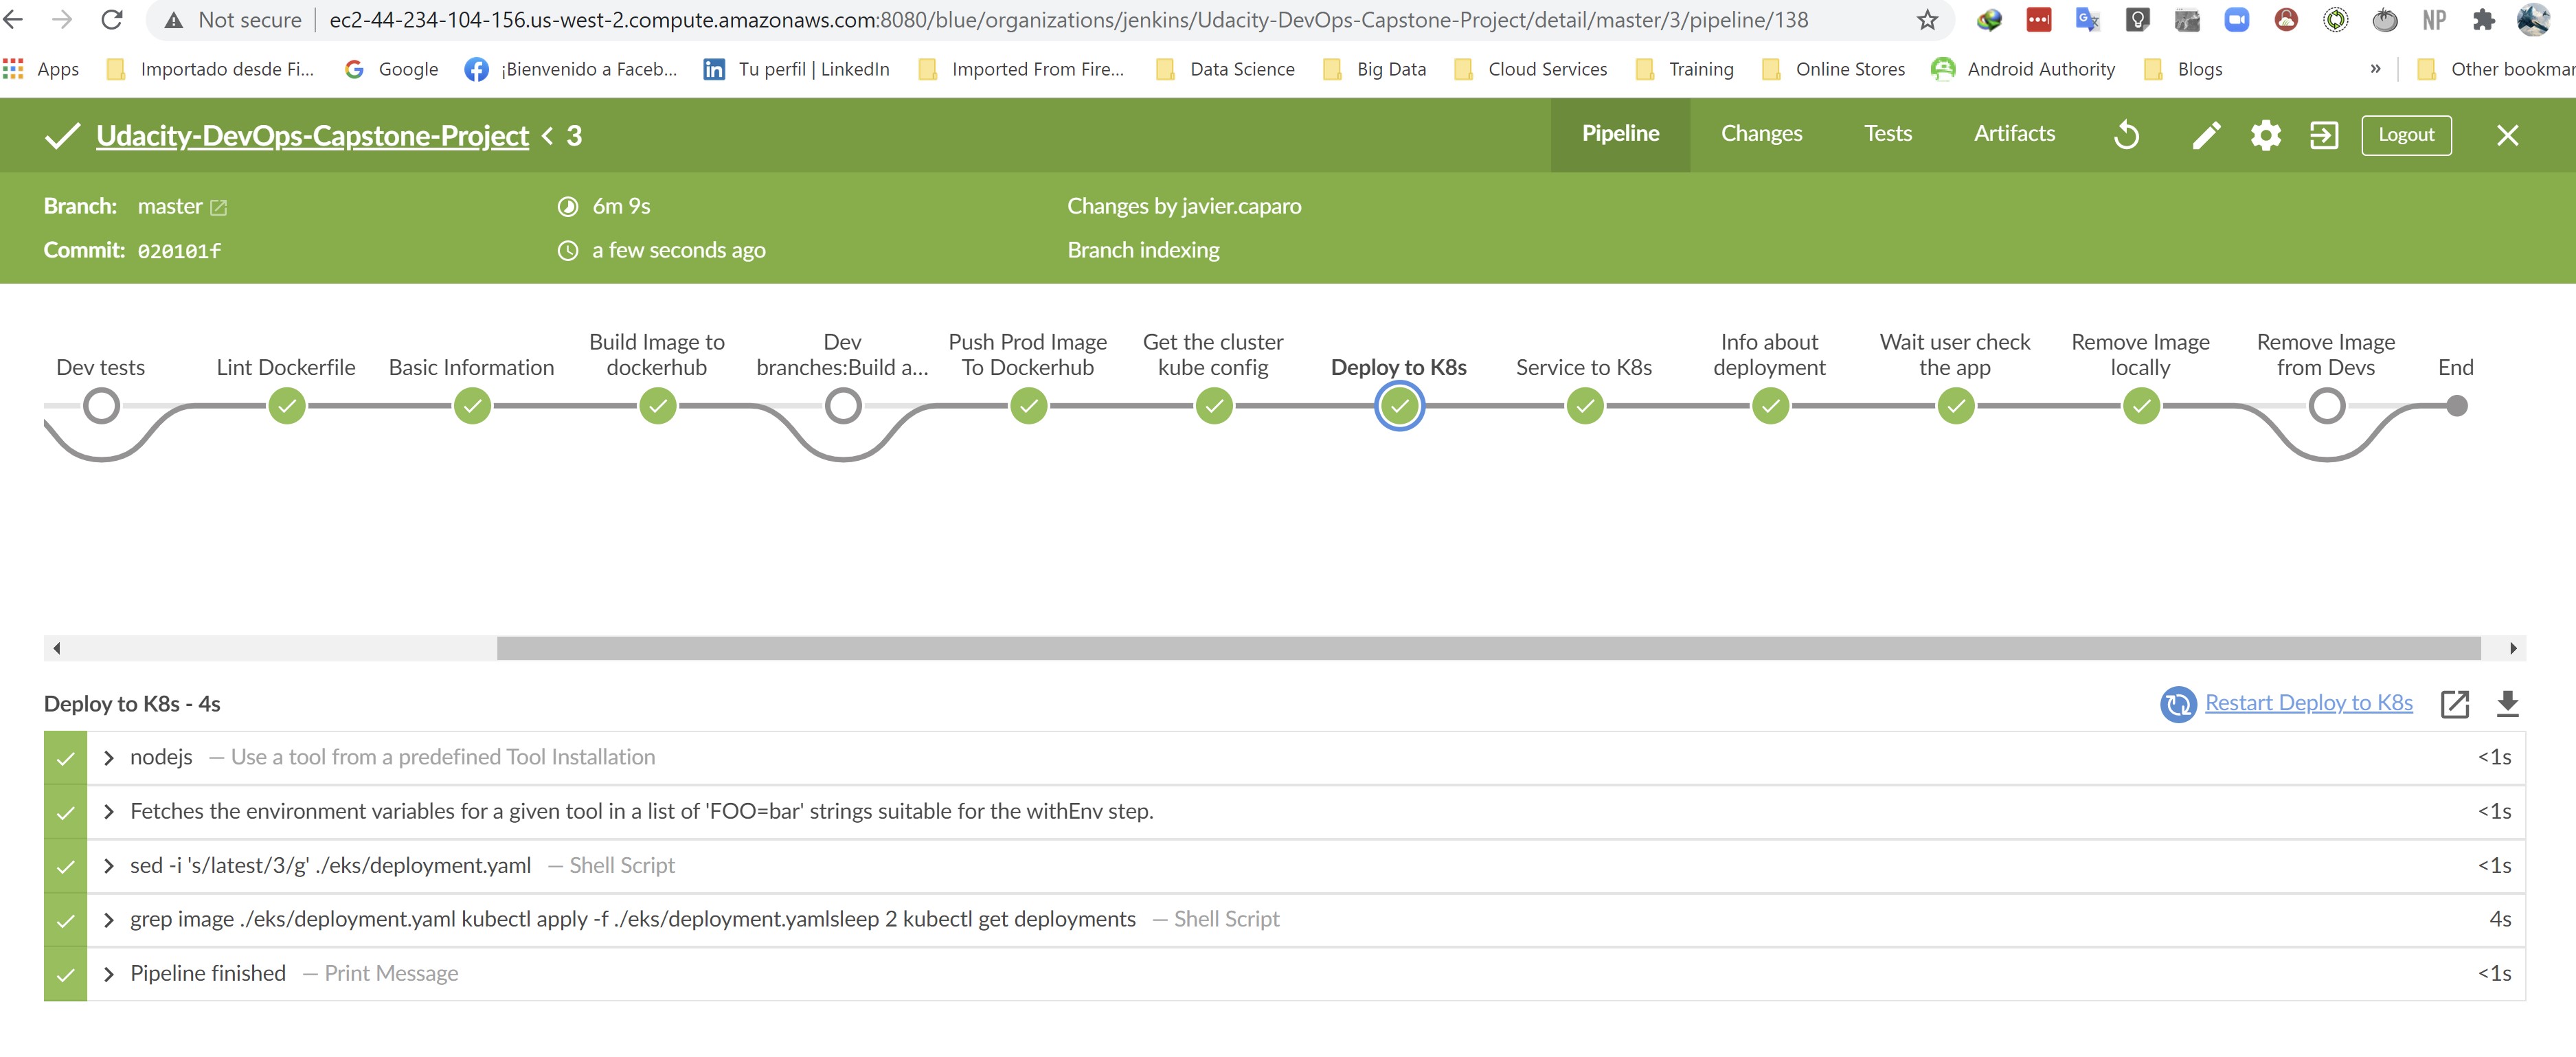 Not secure | ec2-44-234-104-156.us-west-2.compute.amazonaws.com:8080/blue/organizations/jenkins/Udacity-DevOps-Capstone-Project/detail/master/3/pipeline/138
NP
Apps Importado desde Fi... Google ¡Bienvenido a Faceb... Tu perfil | LinkedIn Imported From Fire... Data Science Big Data Cloud Services Training Online Stores Android Authority Blogs » Other bookmar
Udacity-DevOps-Capstone-Project < 3
Pipeline Changes Tests Artifacts Logout
Branch: master 6m 9s Changes by javier.caparo
Commit: 020101f a few seconds ago Branch indexing
Dev tests
Lint Dockerfile
Basic Information
Build Image to
dockerhub
Dev
branches:Build a...
Push Prod Image
To Dockerhub
Get the cluster
kube config
Deploy to K8s
Service to K8s
Info about
deployment
Wait user check
the app
Remove Image
locally
Remove Image
from Devs
End
Deploy to K8s - 4s
Restart Deploy to K8s
nodejs — Use a tool from a predefined Tool Installation <1s
Fetches the environment variables for a given tool in a list of 'FOO=bar' strings suitable for the withEnv step. <1s
sed -i 's/latest/3/g' ./eks/deployment.yaml — Shell Script <1s
grep image ./eks/deployment.yaml kubectl apply -f ./eks/deployment.yamlsleep 2 kubectl get deployments — Shell Script 4s
Pipeline finished — Print Message <1s